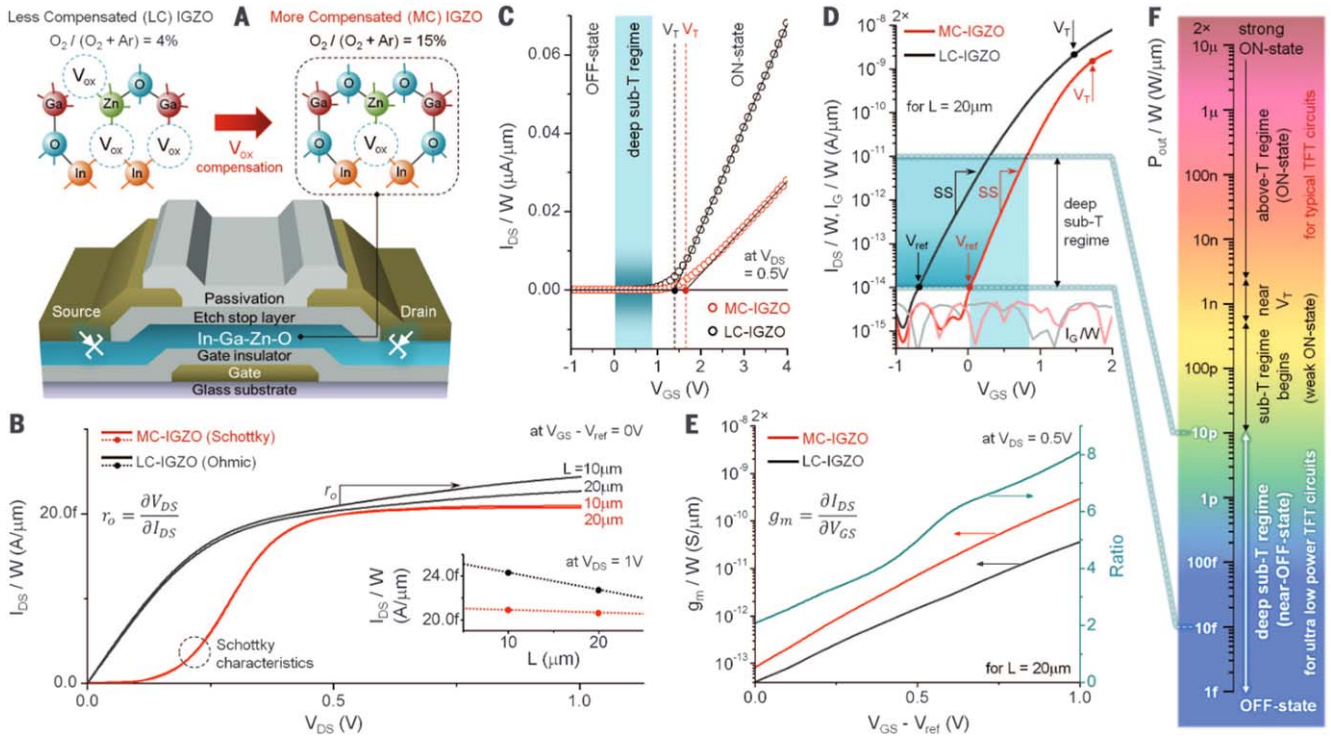 A
Less Compensated (LC) IGZO
O2 / (O2 + Ar) = 4%
More Compensated (MC) IGZO
O2 / (O2 + Ar) = 15%
Vox
O
O
Ga
Zn
Ga
O
Vox
Vox
O
In
In
Vox
compensation
O
O
Ga
Zn
Ga
O
Vox
O
In
In
Source
Drain
Passivation
Etch stop layer
In-Ga-Zn-O
Gate insulator
Gate
Glass substrate
B
MC-IGZO (Schottky)
LC-IGZO (Ohmic)
at VGS - Vref = 0V
ro = ∂VDS / ∂IDS
ro
L =10μm
20μm
10μm
20μm
IDS / W (A/μm)
20.0f
0.0
Schottky
characteristics
at VDS = 1V
IDS / W
(A/μm)
24.0f
20.0f
10
20
L (μm)
0.0
0.5
1.0
VDS (V)
C
VT
VT
OFF-state
deep sub-T regime
ON-state
IDS / W (μA/μm)
0.06
0.04
0.02
0.00
at VDS
= 0.5V
MC-IGZO
LC-IGZO
-1
0
1
2
3
4
VGS (V)
D
2×
MC-IGZO
LC-IGZO
for L = 20μm
VT
VT
SS
SS
deep
sub-T
regime
Vref
Vref
IG/W
IDS / W, IG / W (A/μm)
10-8
10-9
10-10
10-11
10-12
10-13
10-14
10-15
-1
0
1
2
VGS (V)
E
2×
MC-IGZO
LC-IGZO
at VDS = 0.5V
gm = ∂IDS / ∂VGS
for L = 20μm
gm / W (S/μm)
10-8
10-9
10-10
10-11
10-12
10-13
Ratio
8
6
4
2
0
0.0
0.5
1.0
VGS - Vref (V)
F
Pout / W (W/μm)
2×
10μ
1μ
100n
10n
1n
100p
10p
1p
100f
10f
1f
strong
ON-state
above-T regime
(ON-state)
for typical TFT circuits
near
VT
sub-T regime
begins
(weak ON-state)
deep sub-T regime
(near-OFF-state)
for ultra low power TFT circuits
OFF-state